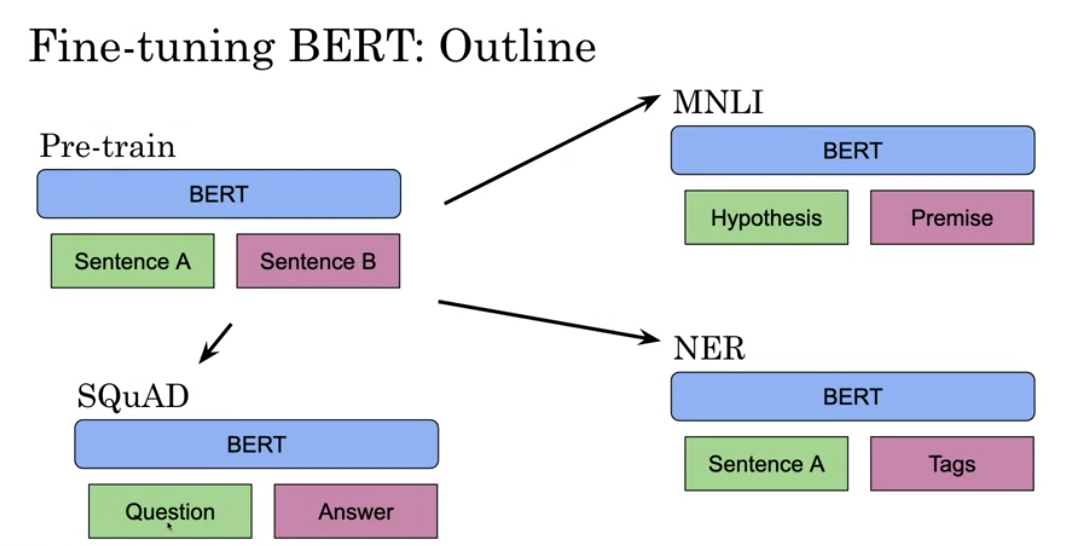 Fine-tuning BERT: Outline
Pre-train
BERT
Sentence A
Sentence B
MNLI
BERT
Hypothesis
Premise
SQuAD
BERT
Question
Answer
NER
BERT
Sentence A
Tags